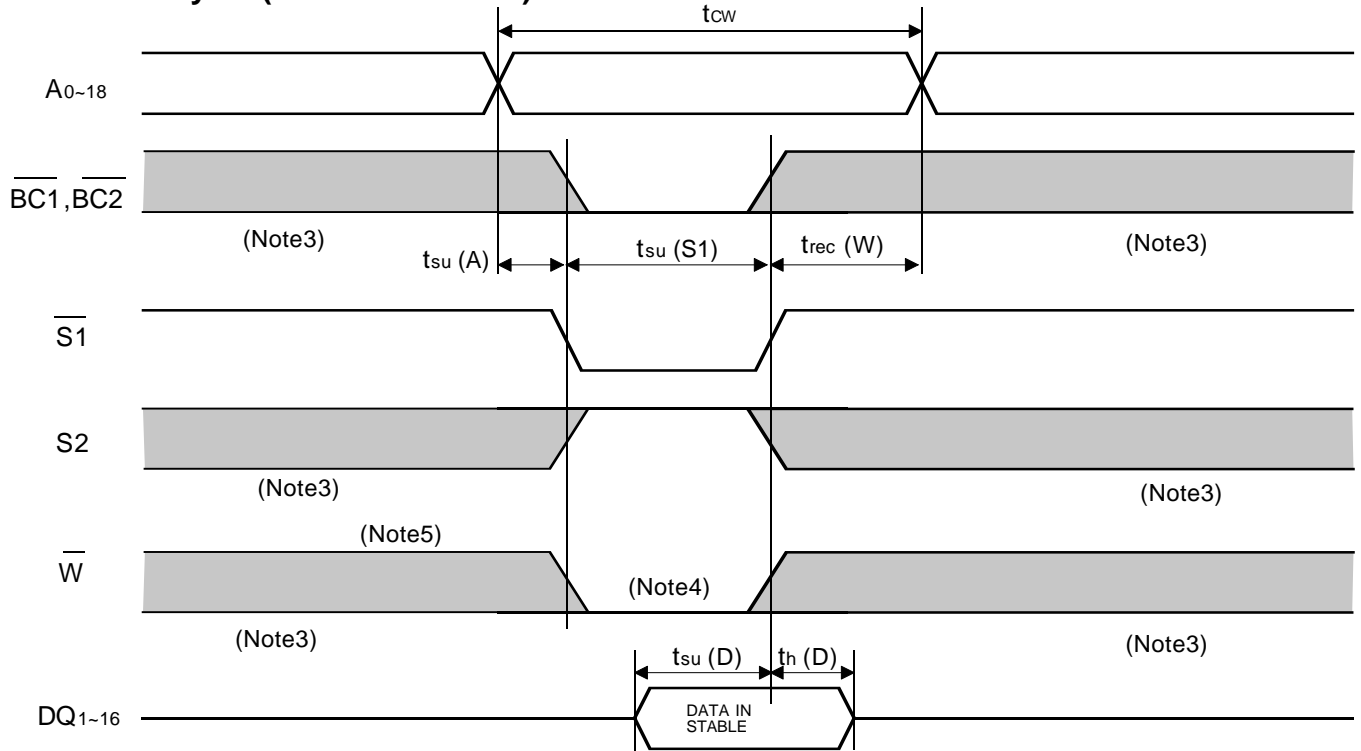 tCW
A0~18
BC1,BC2
(Note3)
(Note3)
tsu (A)
tsu (S1)
trec (W)
S1
S2
(Note3)
(Note3)
(Note5)
W
(Note4)
(Note3)
(Note3)
tsu (D)
th (D)
DQ1~16
DATA IN
STABLE